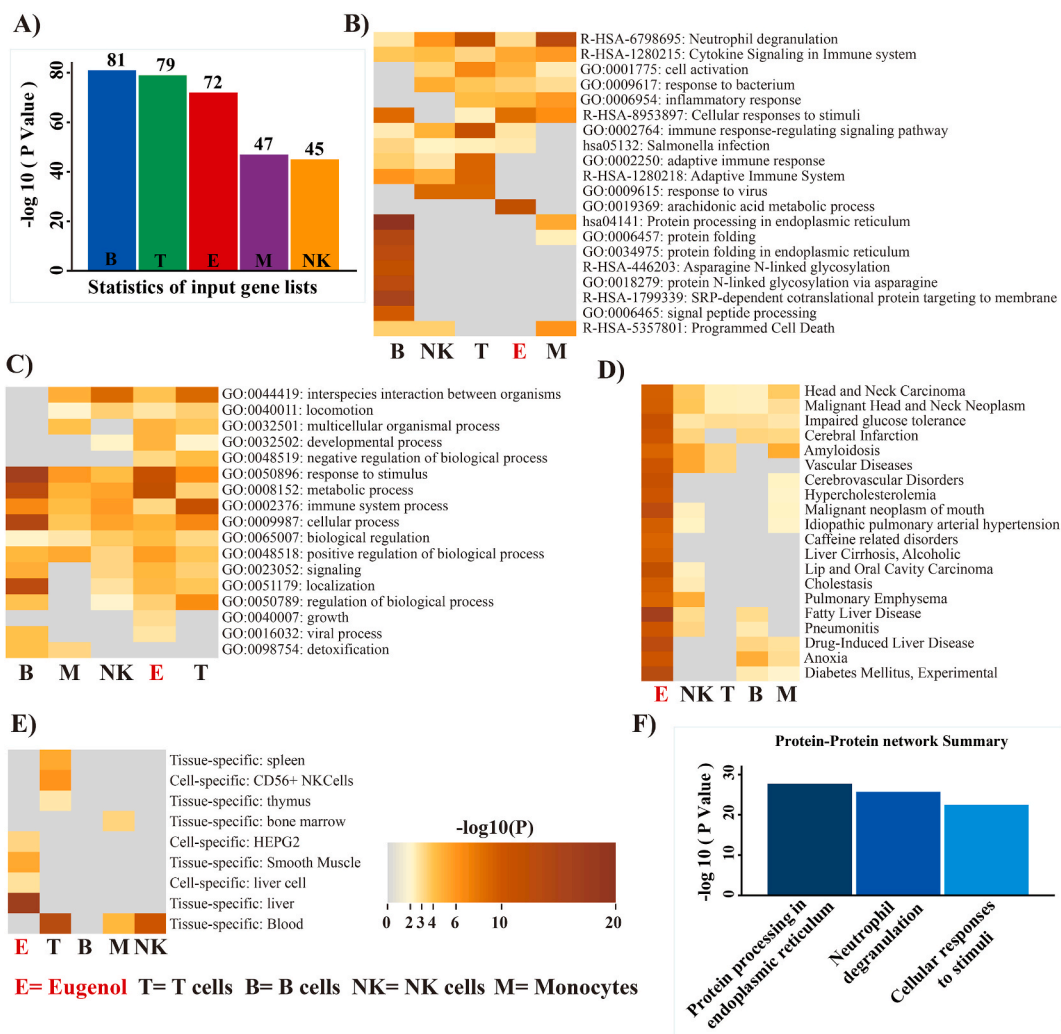 A)
-log 10 ( P Value )
80
60
40
20
0
81
79
72
47
45
B
T
E
M
NK
Statistics of input gene lists
B)
R-HSA-6798695: Neutrophil degranulation
R-HSA-1280215: Cytokine Signaling in Immune system
GO:0001775: cell activation
GO:0009617: response to bacterium
GO:0006954: inflammatory response
R-HSA-8953897: Cellular responses to stimuli
GO:0002764: immune response-regulating signaling pathway
hsa05132: Salmonella infection
GO:0002250: adaptive immune response
R-HSA-1280218: Adaptive Immune System
GO:0009615: response to virus
GO:0019369: arachidonic acid metabolic process
hsa04141: Protein processing in endoplasmic reticulum
GO:0006457: protein folding
GO:0034975: protein folding in endoplasmic reticulum
R-HSA-446203: Asparagine N-linked glycosylation
GO:0018279: protein N-linked glycosylation via asparagine
R-HSA-1799339: SRP-dependent cotranslational protein targeting to membrane
GO:0006465: signal peptide processing
R-HSA-5357801: Programmed Cell Death
B NK T E M
C)
GO:0044419: interspecies interaction between organisms
GO:0040011: locomotion
GO:0032501: multicellular organismal process
GO:0032502: developmental process
GO:0048519: negative regulation of biological process
GO:0050896: response to stimulus
GO:0008152: metabolic process
GO:0002376: immune system process
GO:0009987: cellular process
GO:0065007: biological regulation
GO:0048518: positive regulation of biological process
GO:0023052: signaling
GO:0051179: localization
GO:0050789: regulation of biological process
GO:0040007: growth
GO:0016032: viral process
GO:0098754: detoxification
B M NK E T
D)
Head and Neck Carcinoma
Malignant Head and Neck Neoplasm
Impaired glucose tolerance
Cerebral Infarction
Amyloidosis
Vascular Diseases
Cerebrovascular Disorders
Hypercholesterolemia
Malignant neoplasm of mouth
Idiopathic pulmonary arterial hypertension
Caffeine related disorders
Liver Cirrhosis, Alcoholic
Lip and Oral Cavity Carcinoma
Cholestasis
Pulmonary Emphysema
Fatty Liver Disease
Pneumonitis
Drug-Induced Liver Disease
Anoxia
Diabetes Mellitus, Experimental
E NK T B M
E)
Tissue-specific: spleen
Cell-specific: CD56+ NKCells
Tissue-specific: thymus
Tissue-specific: bone marrow
Cell-specific: HEPG2
Tissue-specific: Smooth Muscle
Cell-specific: liver cell
Tissue-specific: liver
Tissue-specific: Blood
E T B M NK
-log10(P)
0 2 3 4 6 10 20
E= Eugenol T= T cells B= B cells NK= NK cells M= Monocytes
F)
Protein-Protein network Summary
-log 10 ( P Value )
30
20
10
0
Protein processing in
endoplasmic reticulum
Neutrophil
degranulation
Cellular responses
to stimuli